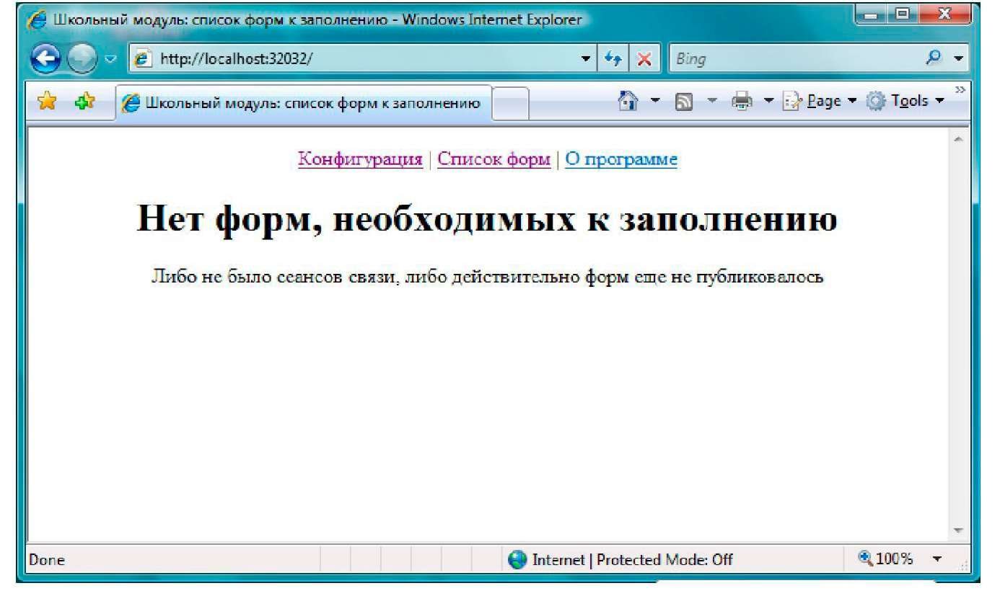 Школьный модуль: список форм к заполнению - Windows Internet Explorer
http://localhost:32032/
Bing
Школьный модуль: список форм к заполнению
Page
Tools
Конфигурация | Список форм | О программе
Нет форм, необходимых к заполнению
Либо не было сеансов связи, либо действительно форм еще не публиковалось
Done
Internet | Protected Mode: Off
100%